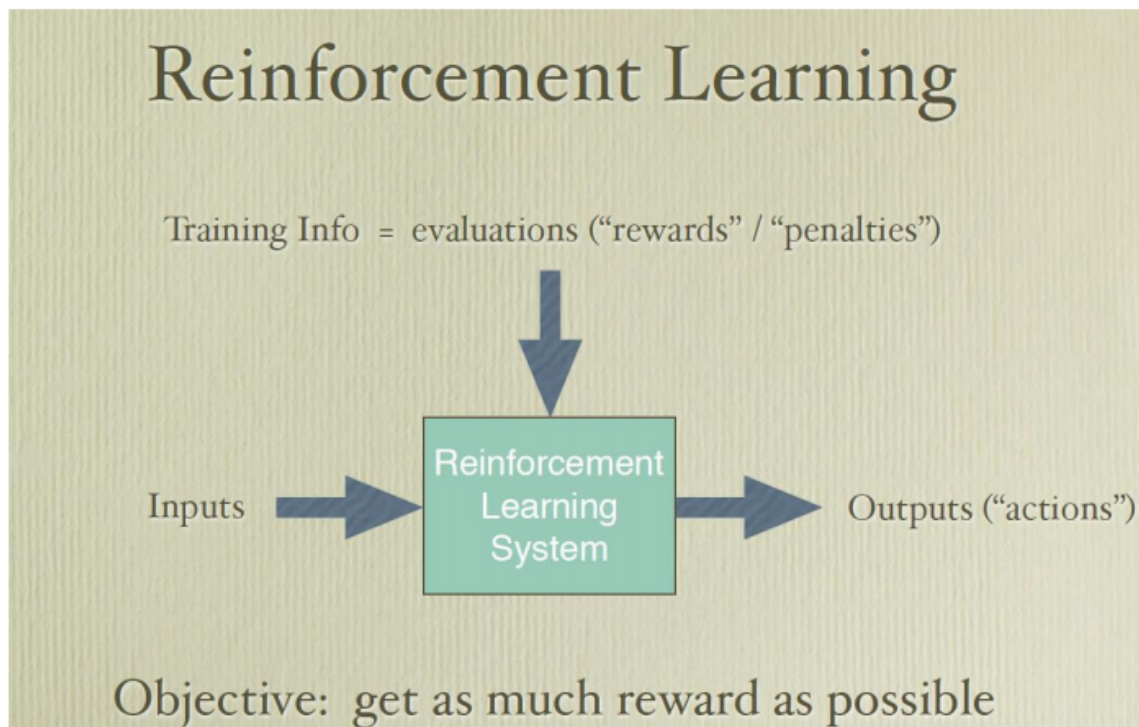 Reinforcement Learning
Training Info = evaluations (“rewards” / “penalties”)
Inputs
Reinforcement
Learning
System
Outputs (“actions”)
Objective: get as much reward as possible